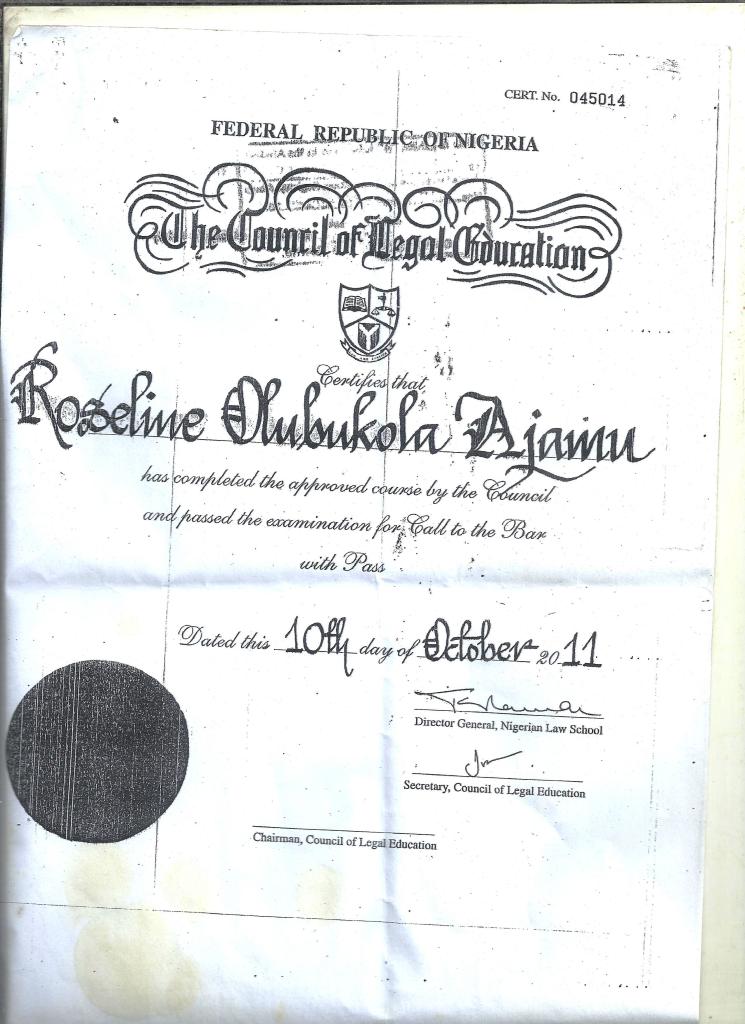 CERT. No. 045014
FEDERAL REPUBLIC OF NIGERIA
The Council of Legal Education
Certifies that
Roseline Olubukola Ajamu
has completed the approved course by the Council
and passed the examination for Call to the Bar
with Pass
Dated this 10th day of October 2011
Director General, Nigerian Law School
Secretary, Council of Legal Education
Chairman, Council of Legal Education